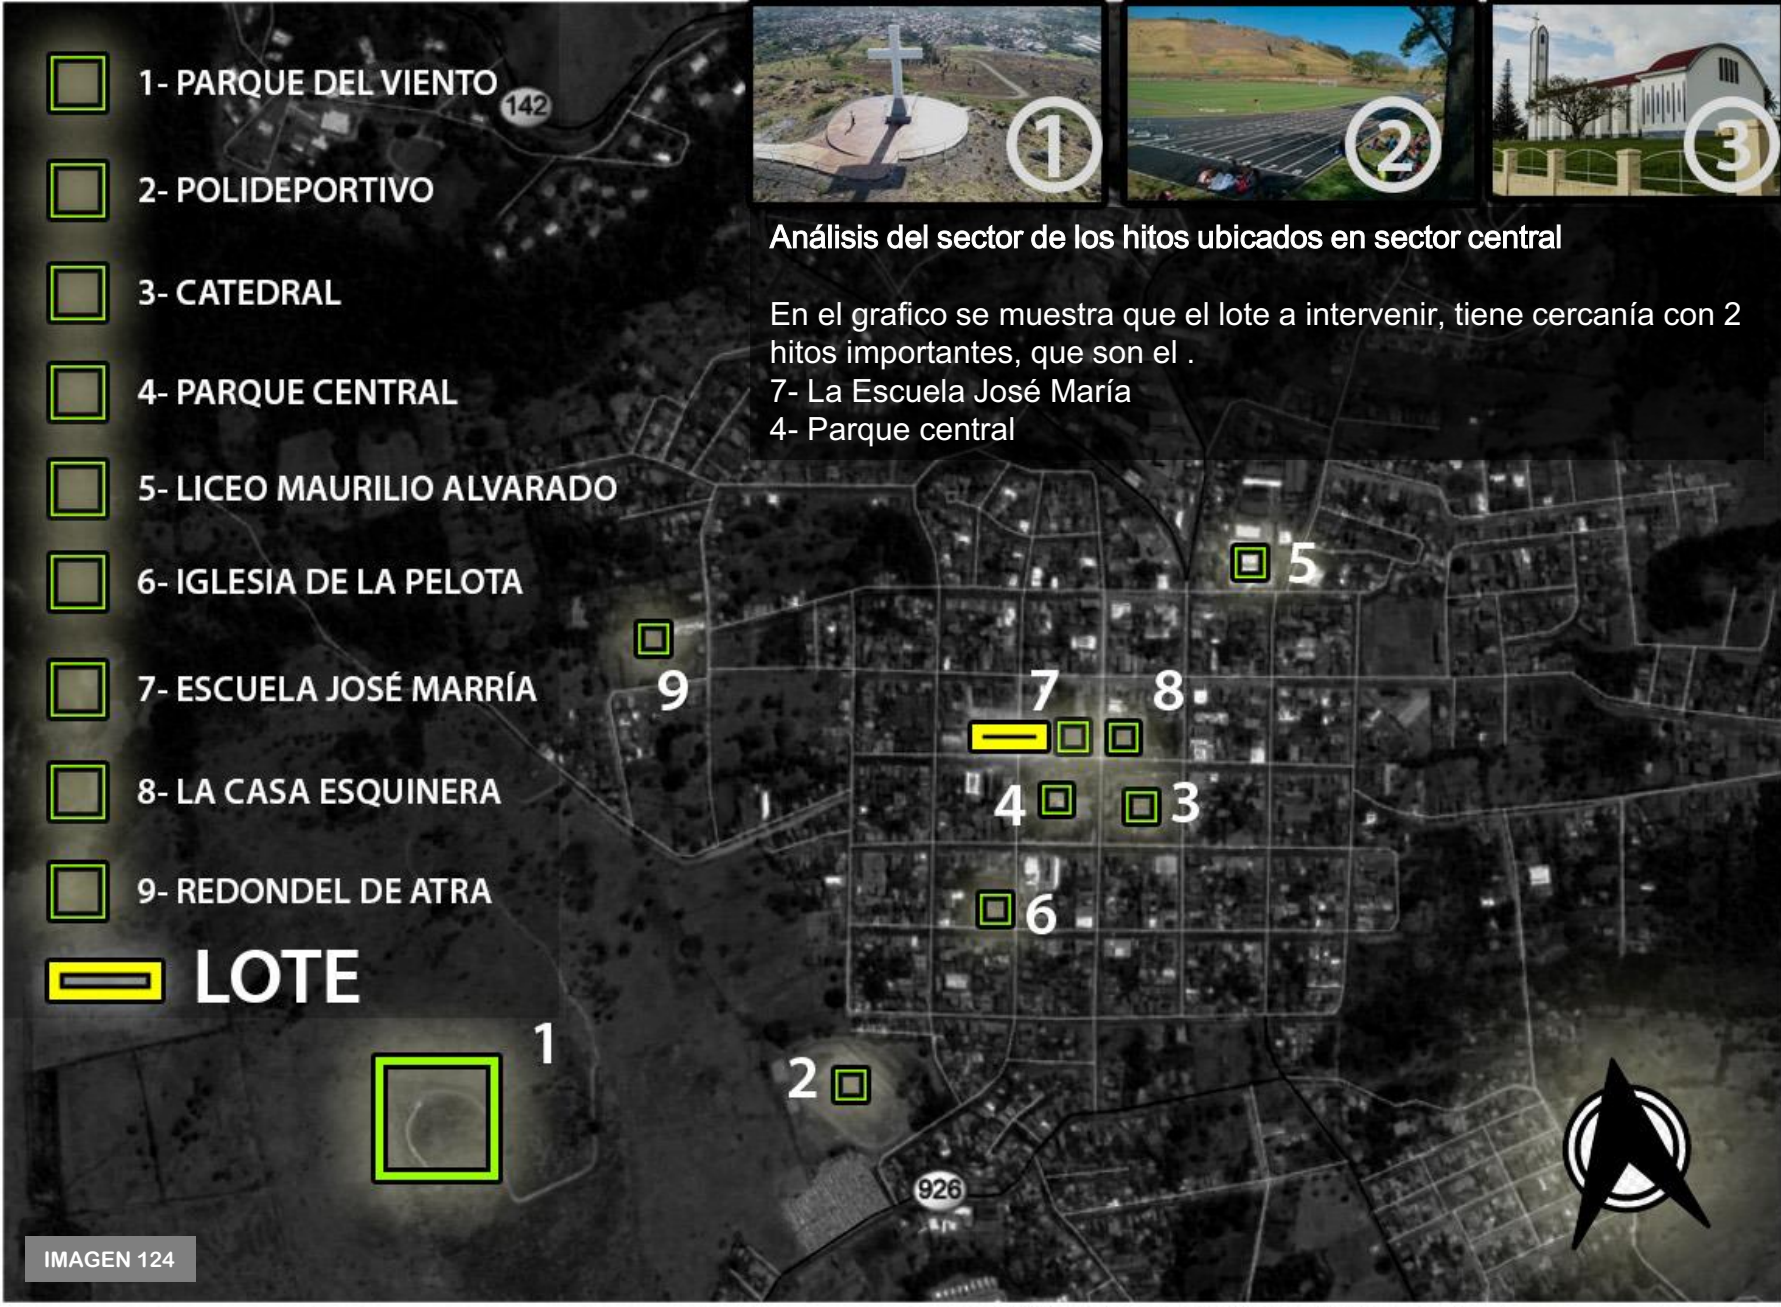 1- PARQUE DEL VIENTO
142
2- POLIDEPORTIVO
3- CATEDRAL
4- PARQUE CENTRAL
5- LICEO MAURILIO ALVARADO
6- IGLESIA DE LA PELOTA
7- ESCUELA JOSÉ MARRÍA
8- LA CASA ESQUINERA
9- REDONDEL DE ATRA
LOTE
1
2
3
Análisis del sector de los hitos ubicados en sector central
En el grafico se muestra que el lote a intervenir, tiene cercanía con 2
hitos importantes, que son el .
7- La Escuela José María
4- Parque central
5
9
7
8
4
3
6
1
2
926
IMAGEN 124